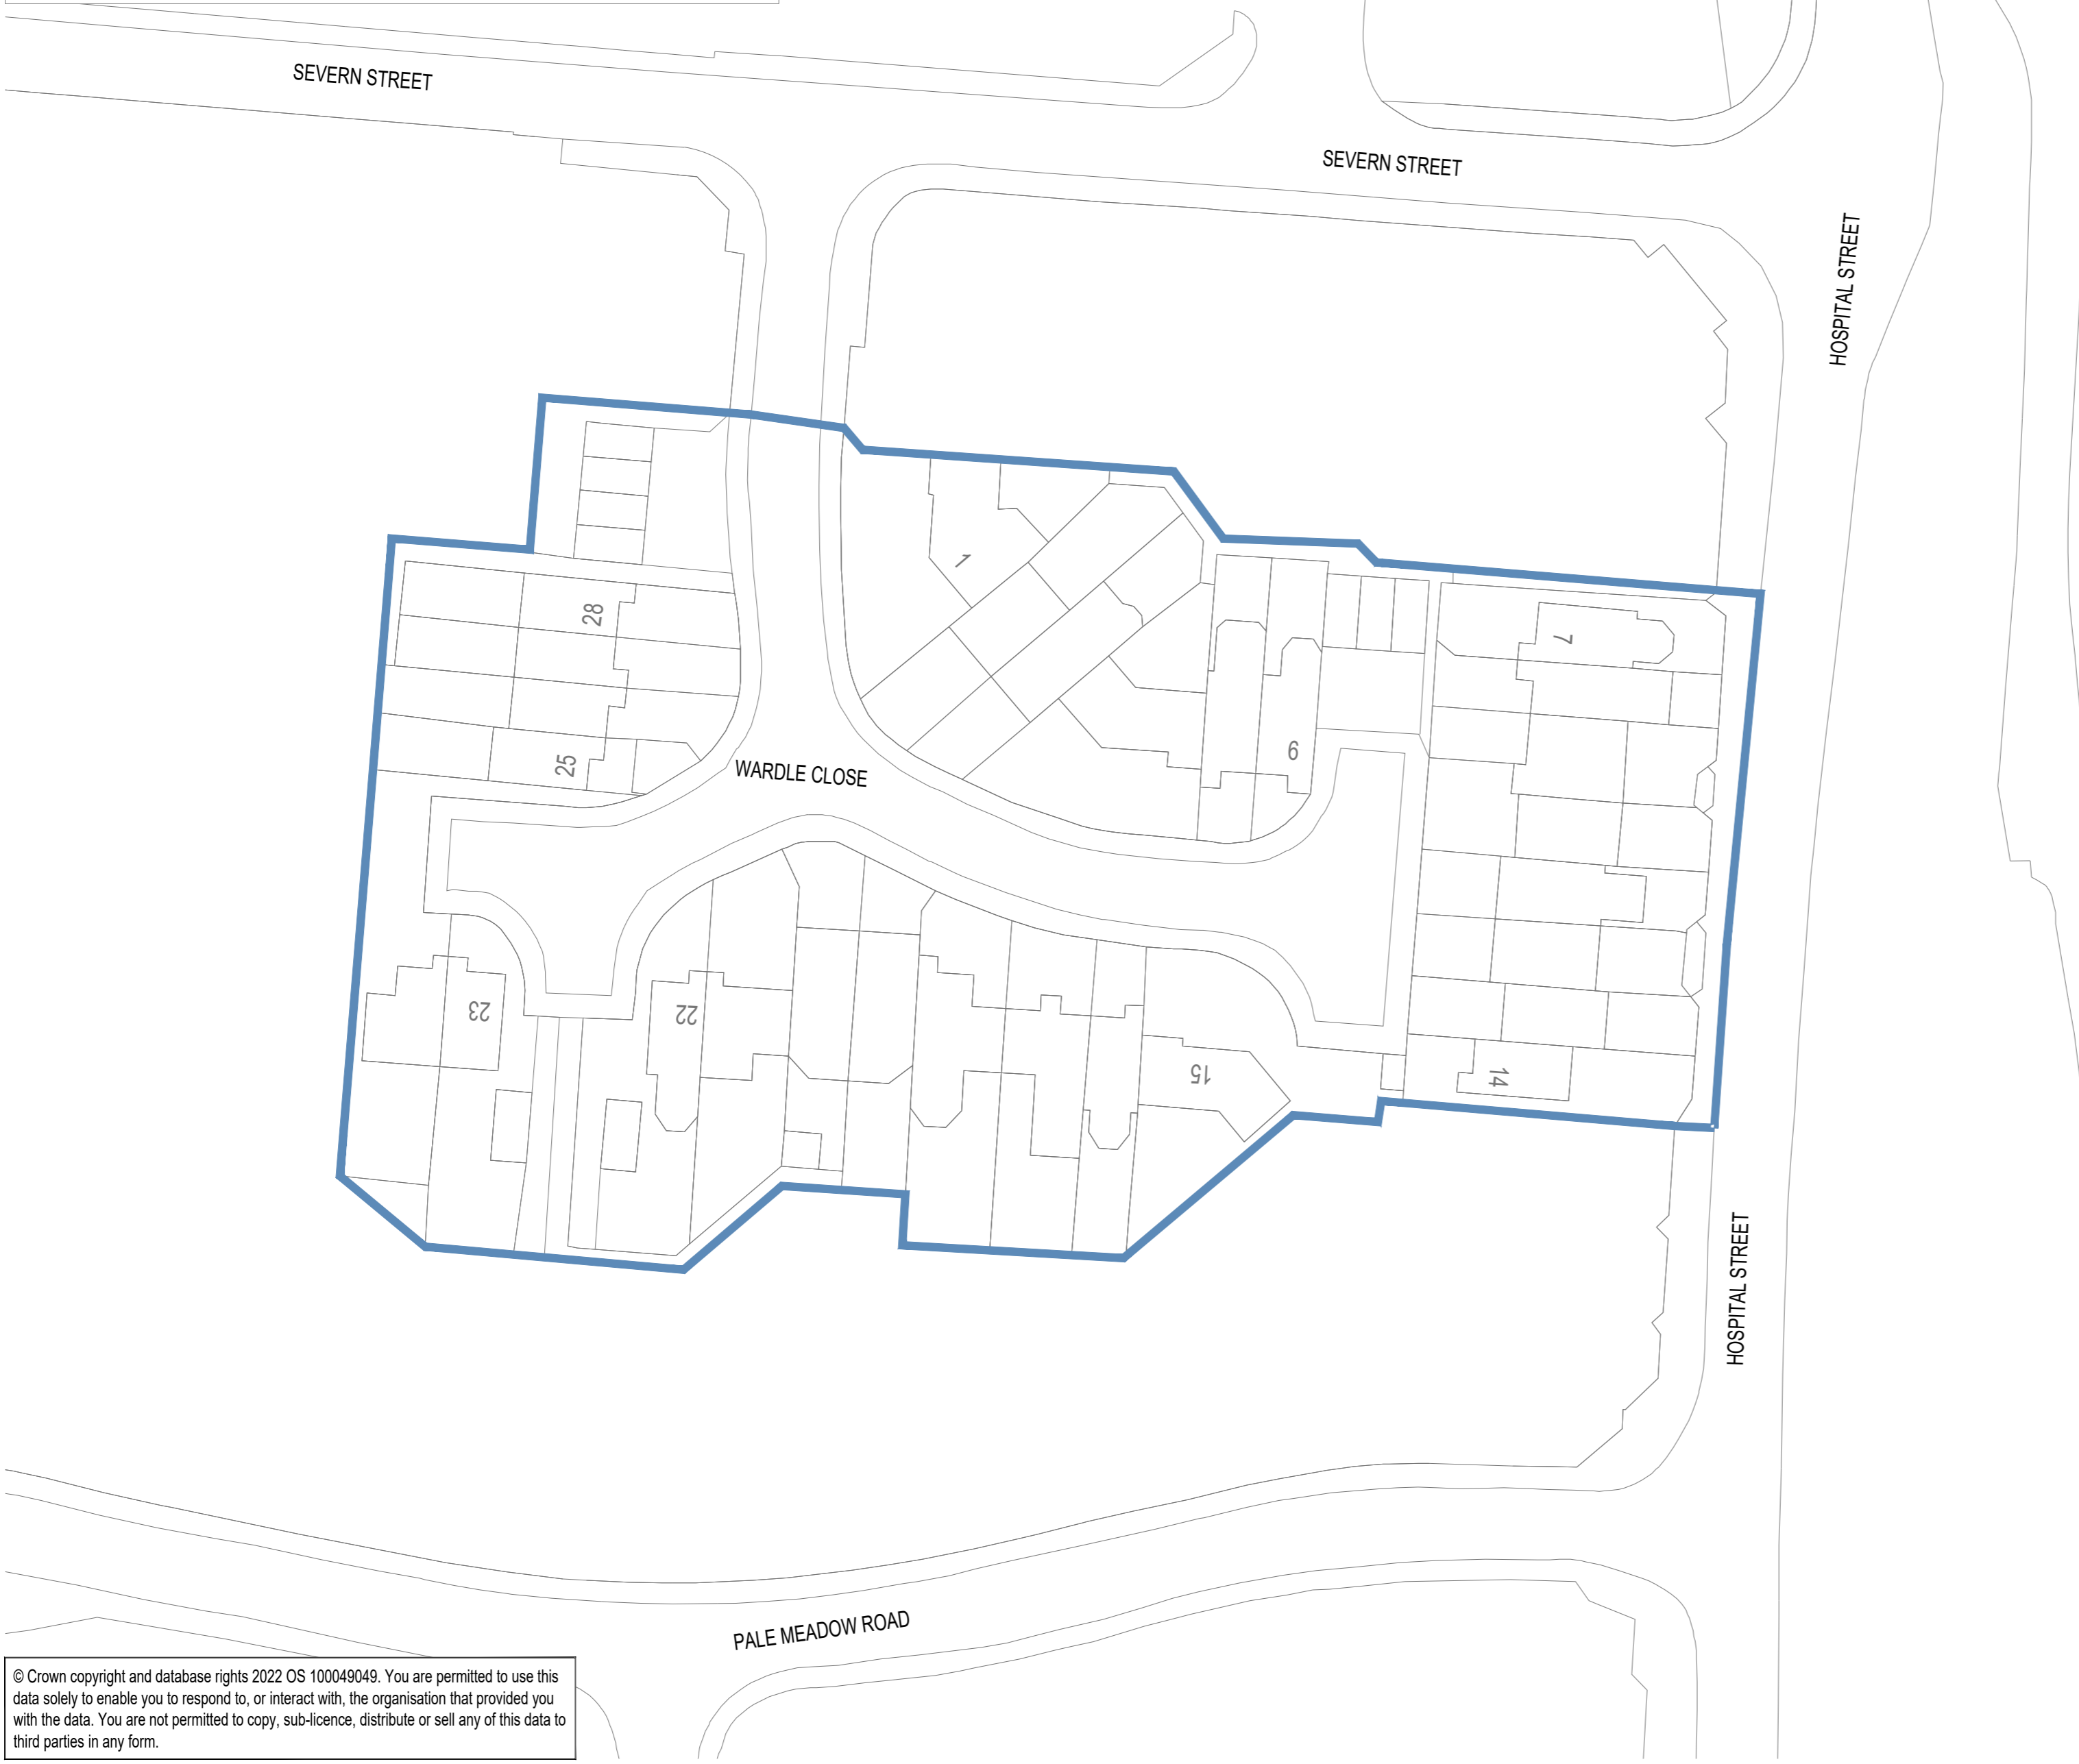 SEVERN STREET
SEVERN STREET
HOSPITAL STREET
1
28
7
6
25
WARDLE CLOSE
23
22
15
14
HOSPITAL STREET
PALE MEADOW ROAD
© Crown copyright and database rights 2022 OS 100049049. You are permitted to use this
data solely to enable you to respond to, or interact with, the organisation that provided you
with the data. You are not permitted to copy, sub-licence, distribute or sell any of this data to
third parties in any form.